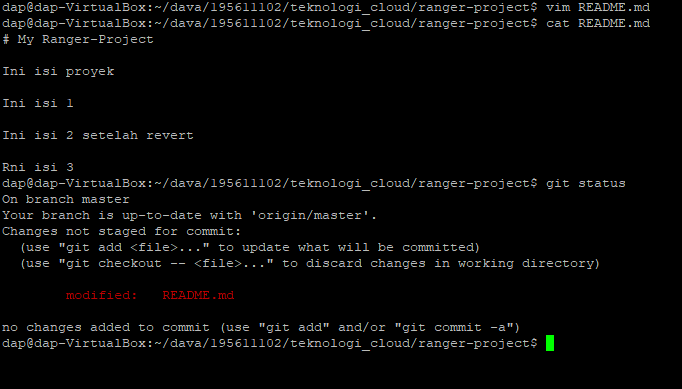 dap@dap-VirtualBox:~/dava/195611102/teknologi_cloud/ranger-project$ vim README.md
dap@dap-VirtualBox:~/dava/195611102/teknologi_cloud/ranger-project$ cat README.md
# My Ranger-Project
Ini isi proyek
Ini isi 1
Ini isi 2 setelah revert
Rni isi 3
dap@dap-VirtualBox:~/dava/195611102/teknologi_cloud/ranger-project$ git status
On branch master
Your branch is up-to-date with 'origin/master'.
Changes not staged for commit:
  (use "git add <file>..." to update what will be committed)
  (use "git checkout -- <file>..." to discard changes in working directory)
        modified:   README.md
no changes added to commit (use "git add" and/or "git commit -a")
dap@dap-VirtualBox:~/dava/195611102/teknologi_cloud/ranger-project$